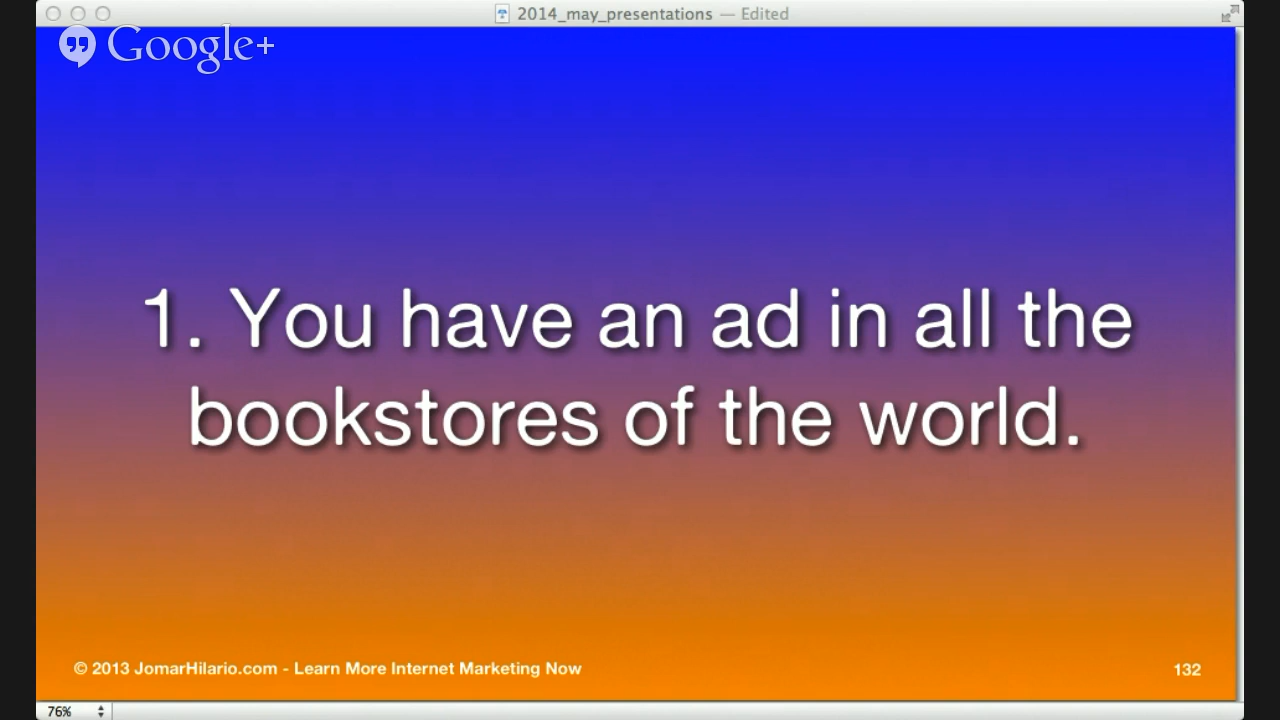 2014_may_presentations — Edited
Google+
1. You have an ad in all the
bookstores of the world.
© 2013 JomarHilario.com - Learn More Internet Marketing Now
132
76%